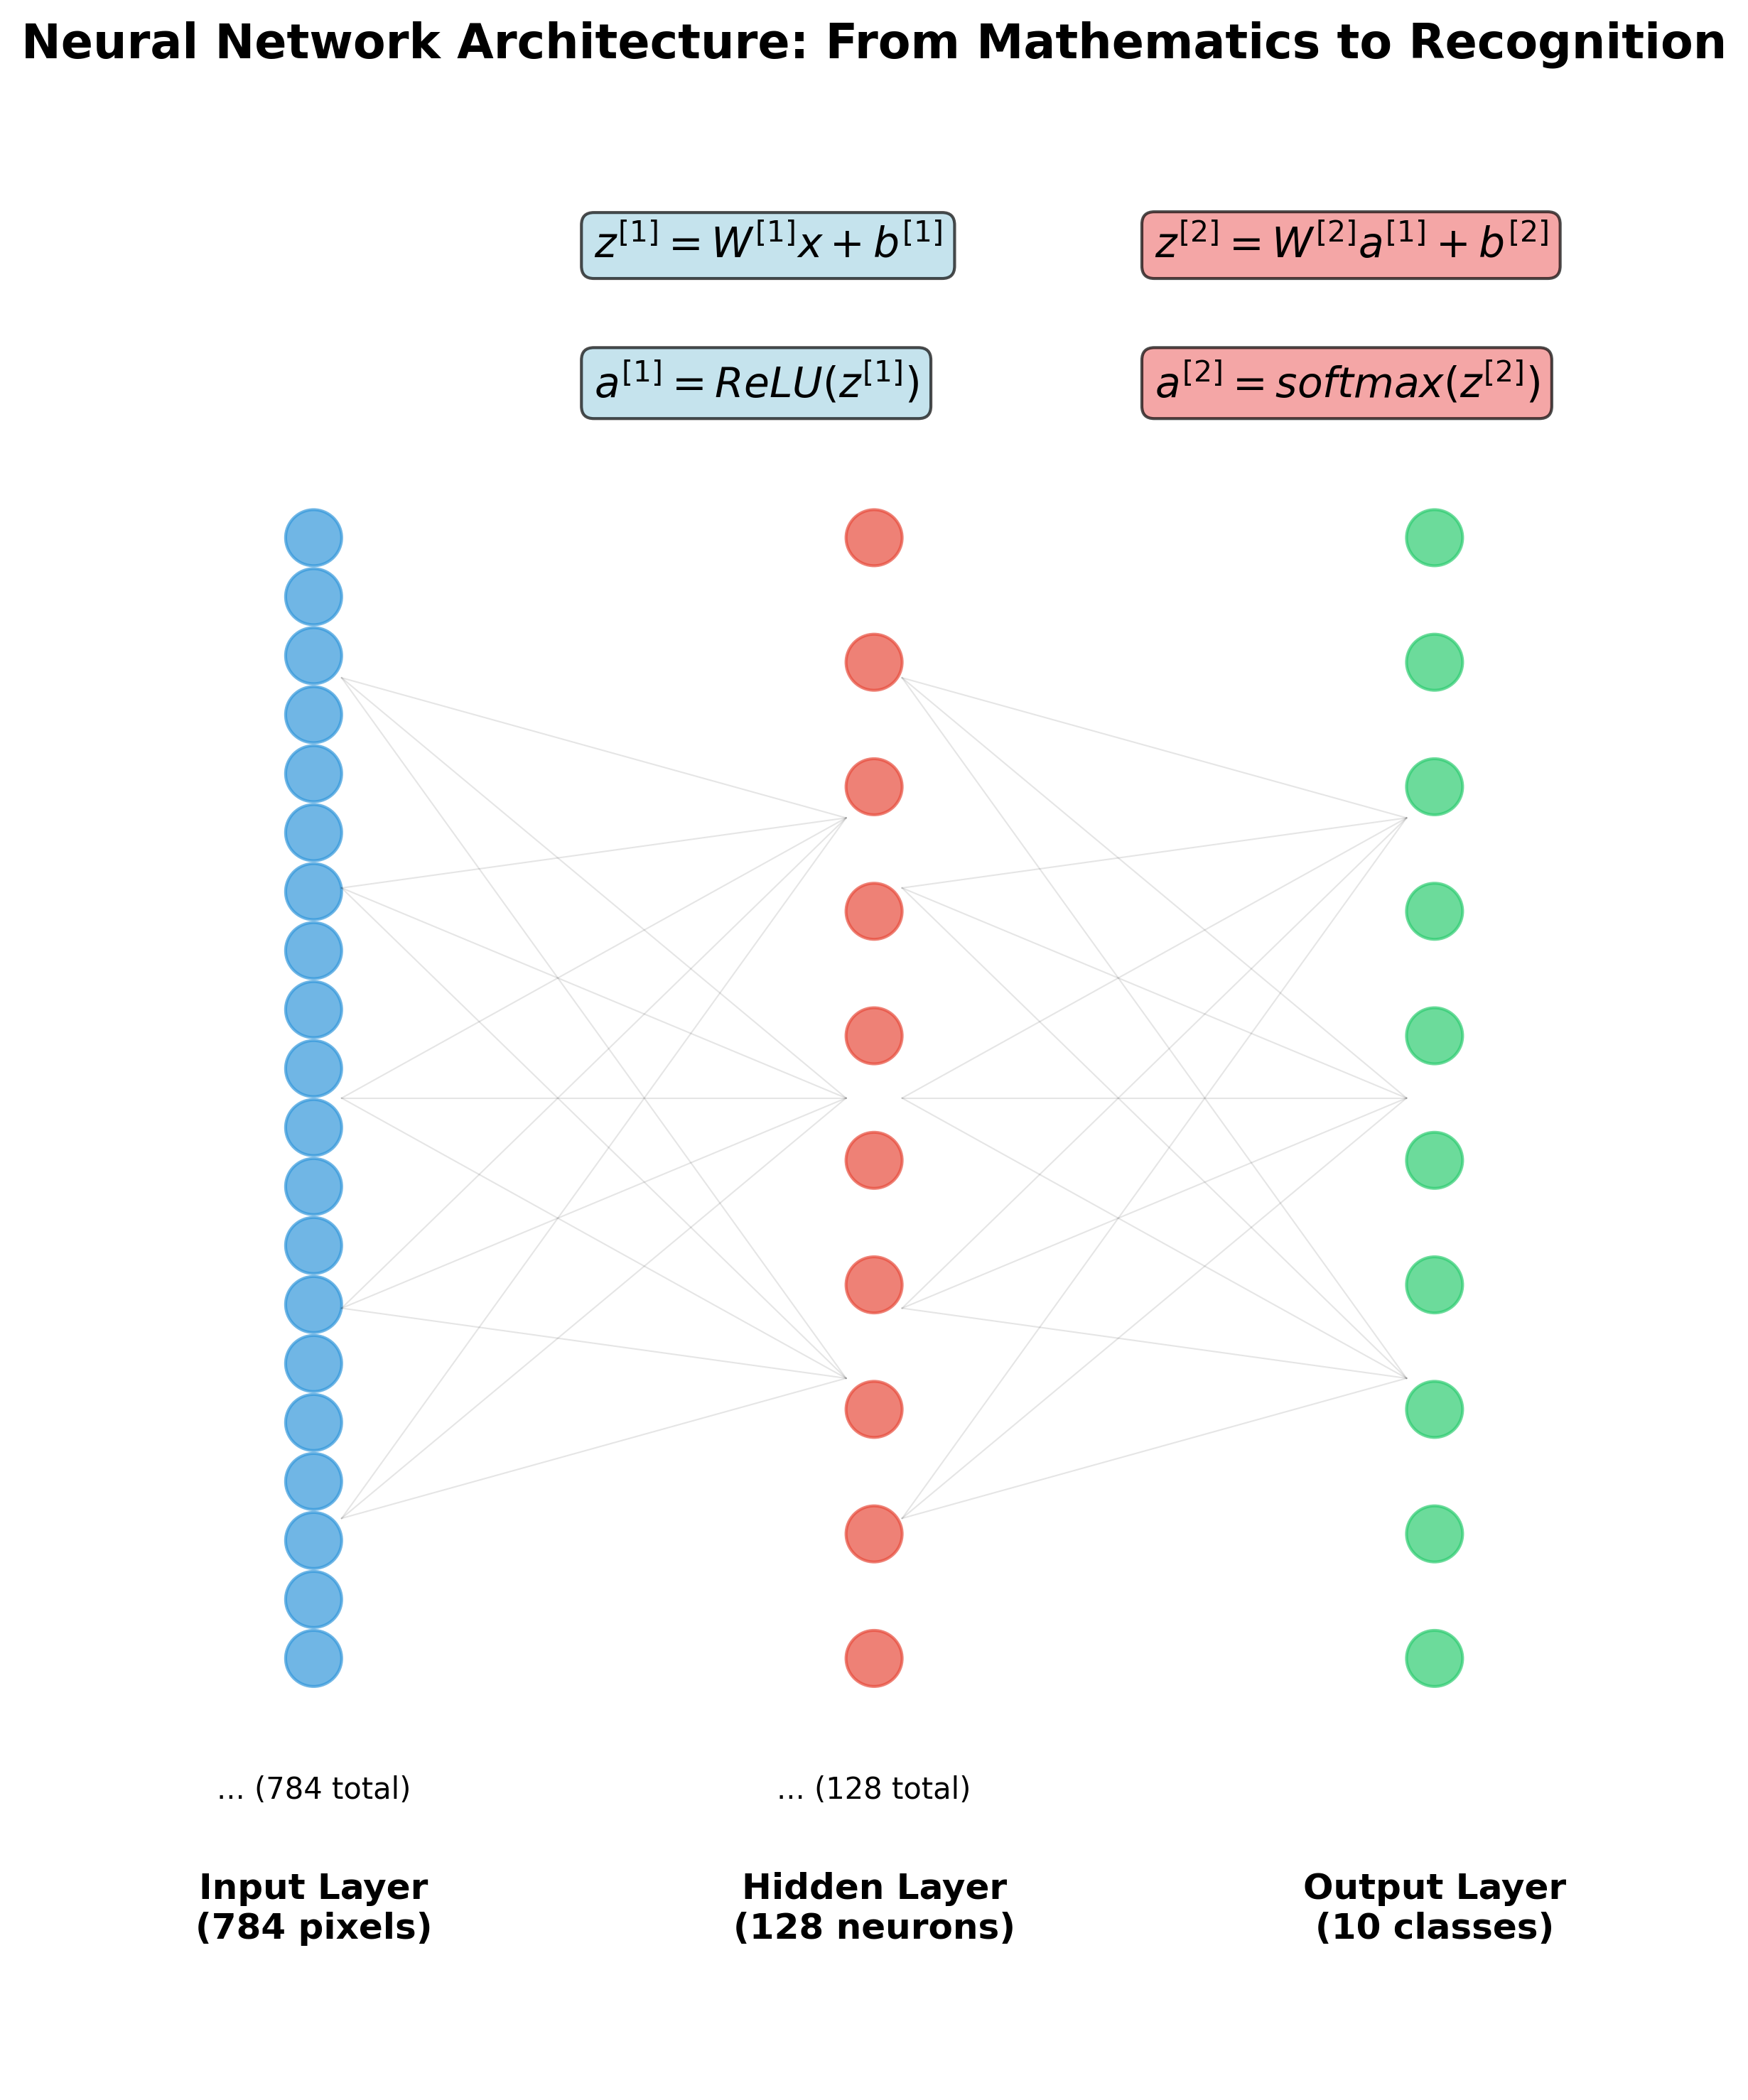 Neural Network Architecture: From Mathematics to Recognition
z^[1] = W^[1]x + b^[1]
z^[2] = W^[2]a^[1] + b^[2]
a^[1] = ReLU(z^[1])
a^[2] = softmax(z^[2])
... (784 total)
... (128 total)
Input Layer
(784 pixels)
Hidden Layer
(128 neurons)
Output Layer
(10 classes)